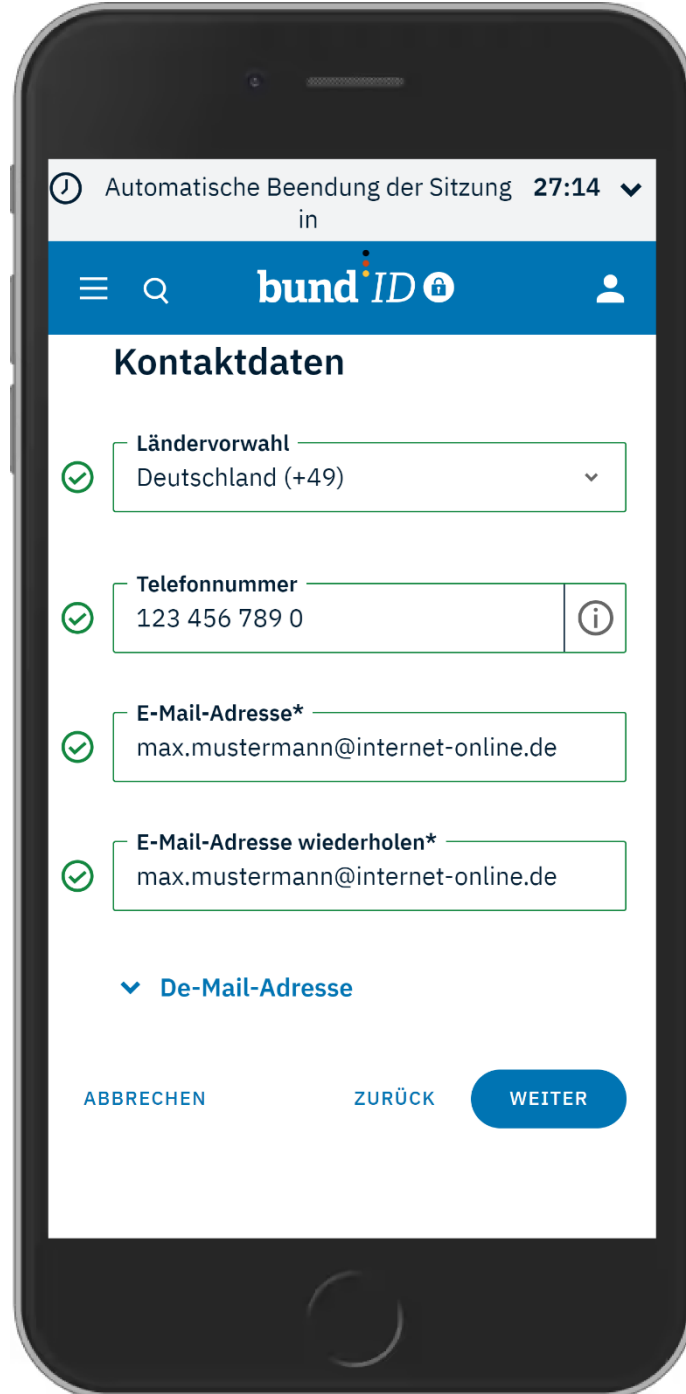 Automatische Beendung der Sitzung 27:14
in
bund ID
Kontaktdaten
Ländervorwahl
Deutschland (+49)
Telefonnummer
123 456 789 0
E-Mail-Adresse*
max.mustermann@internet-online.de
E-Mail-Adresse wiederholen*
max.mustermann@internet-online.de
De-Mail-Adresse
ABBRECHEN ZURÜCK WEITER